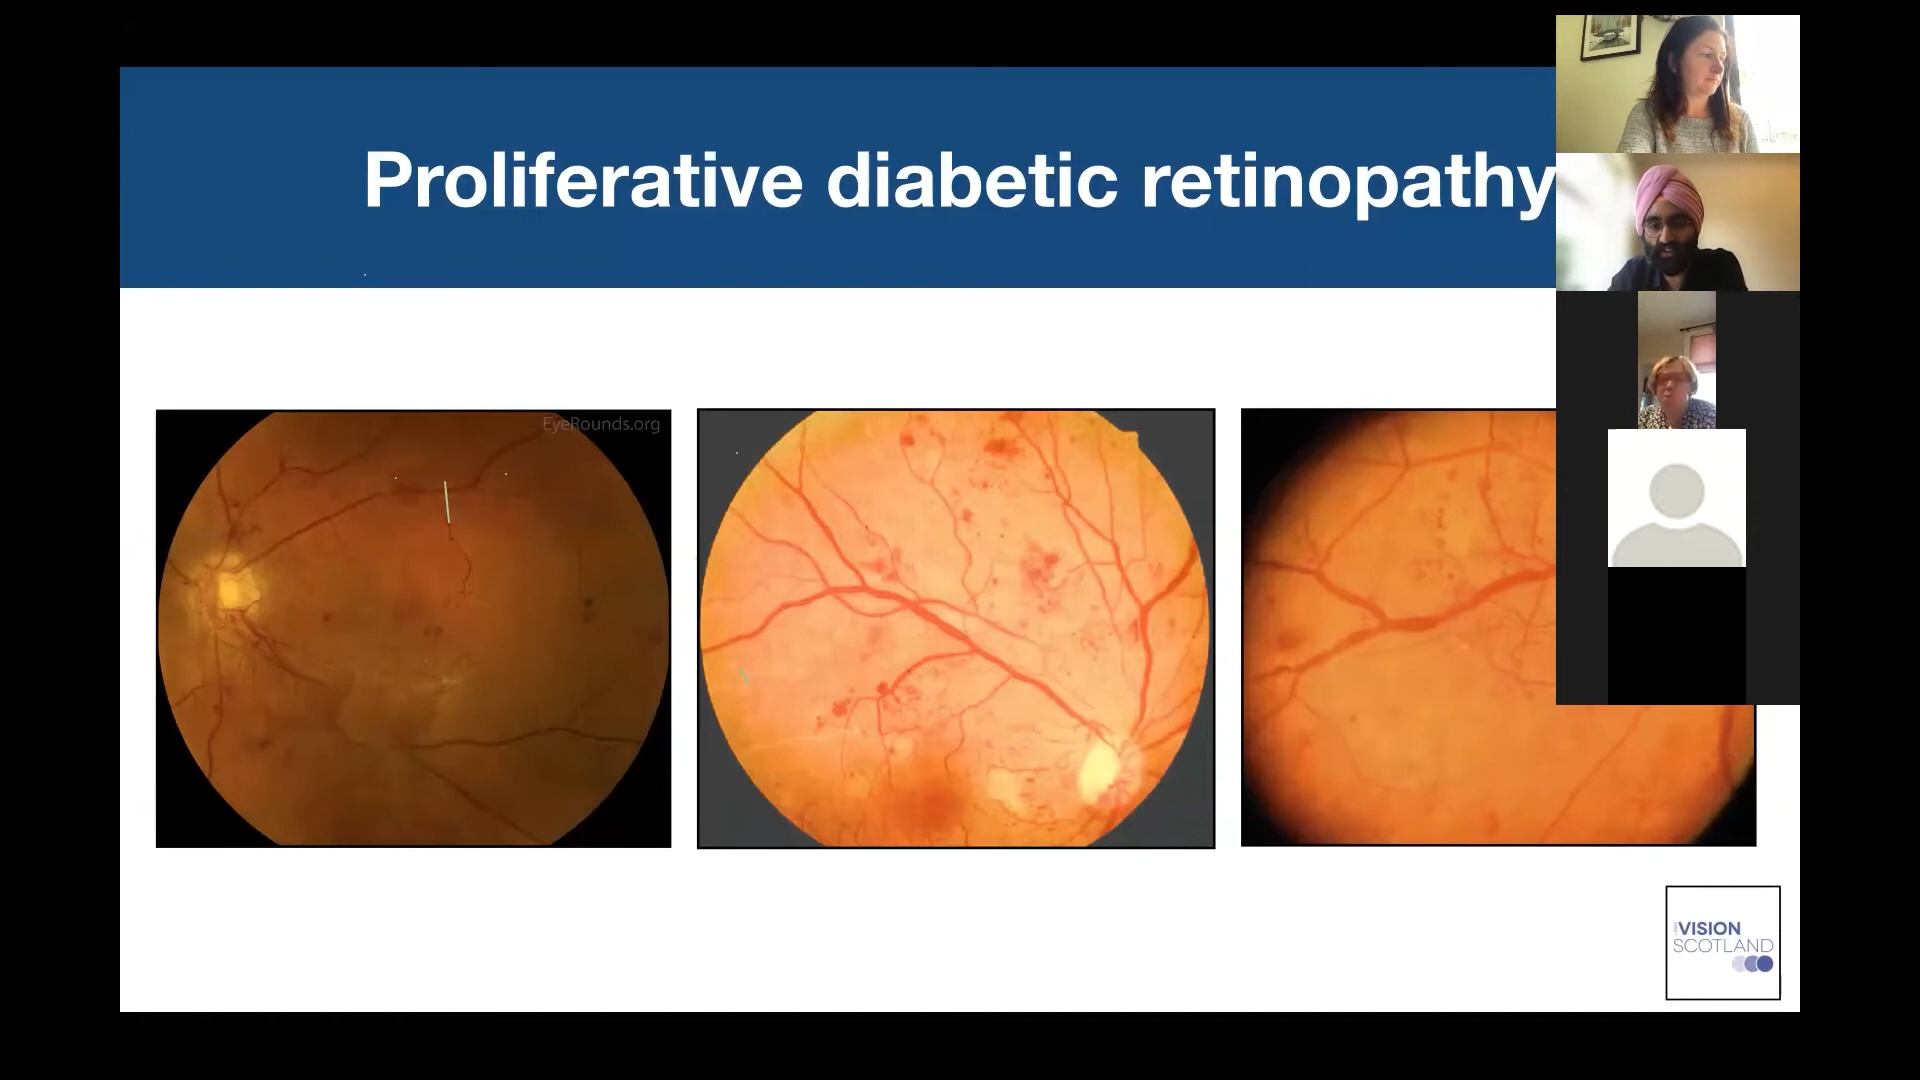 Proliferative diabetic retinopathy
EyeRounds.org
VISION
SCOTLAND